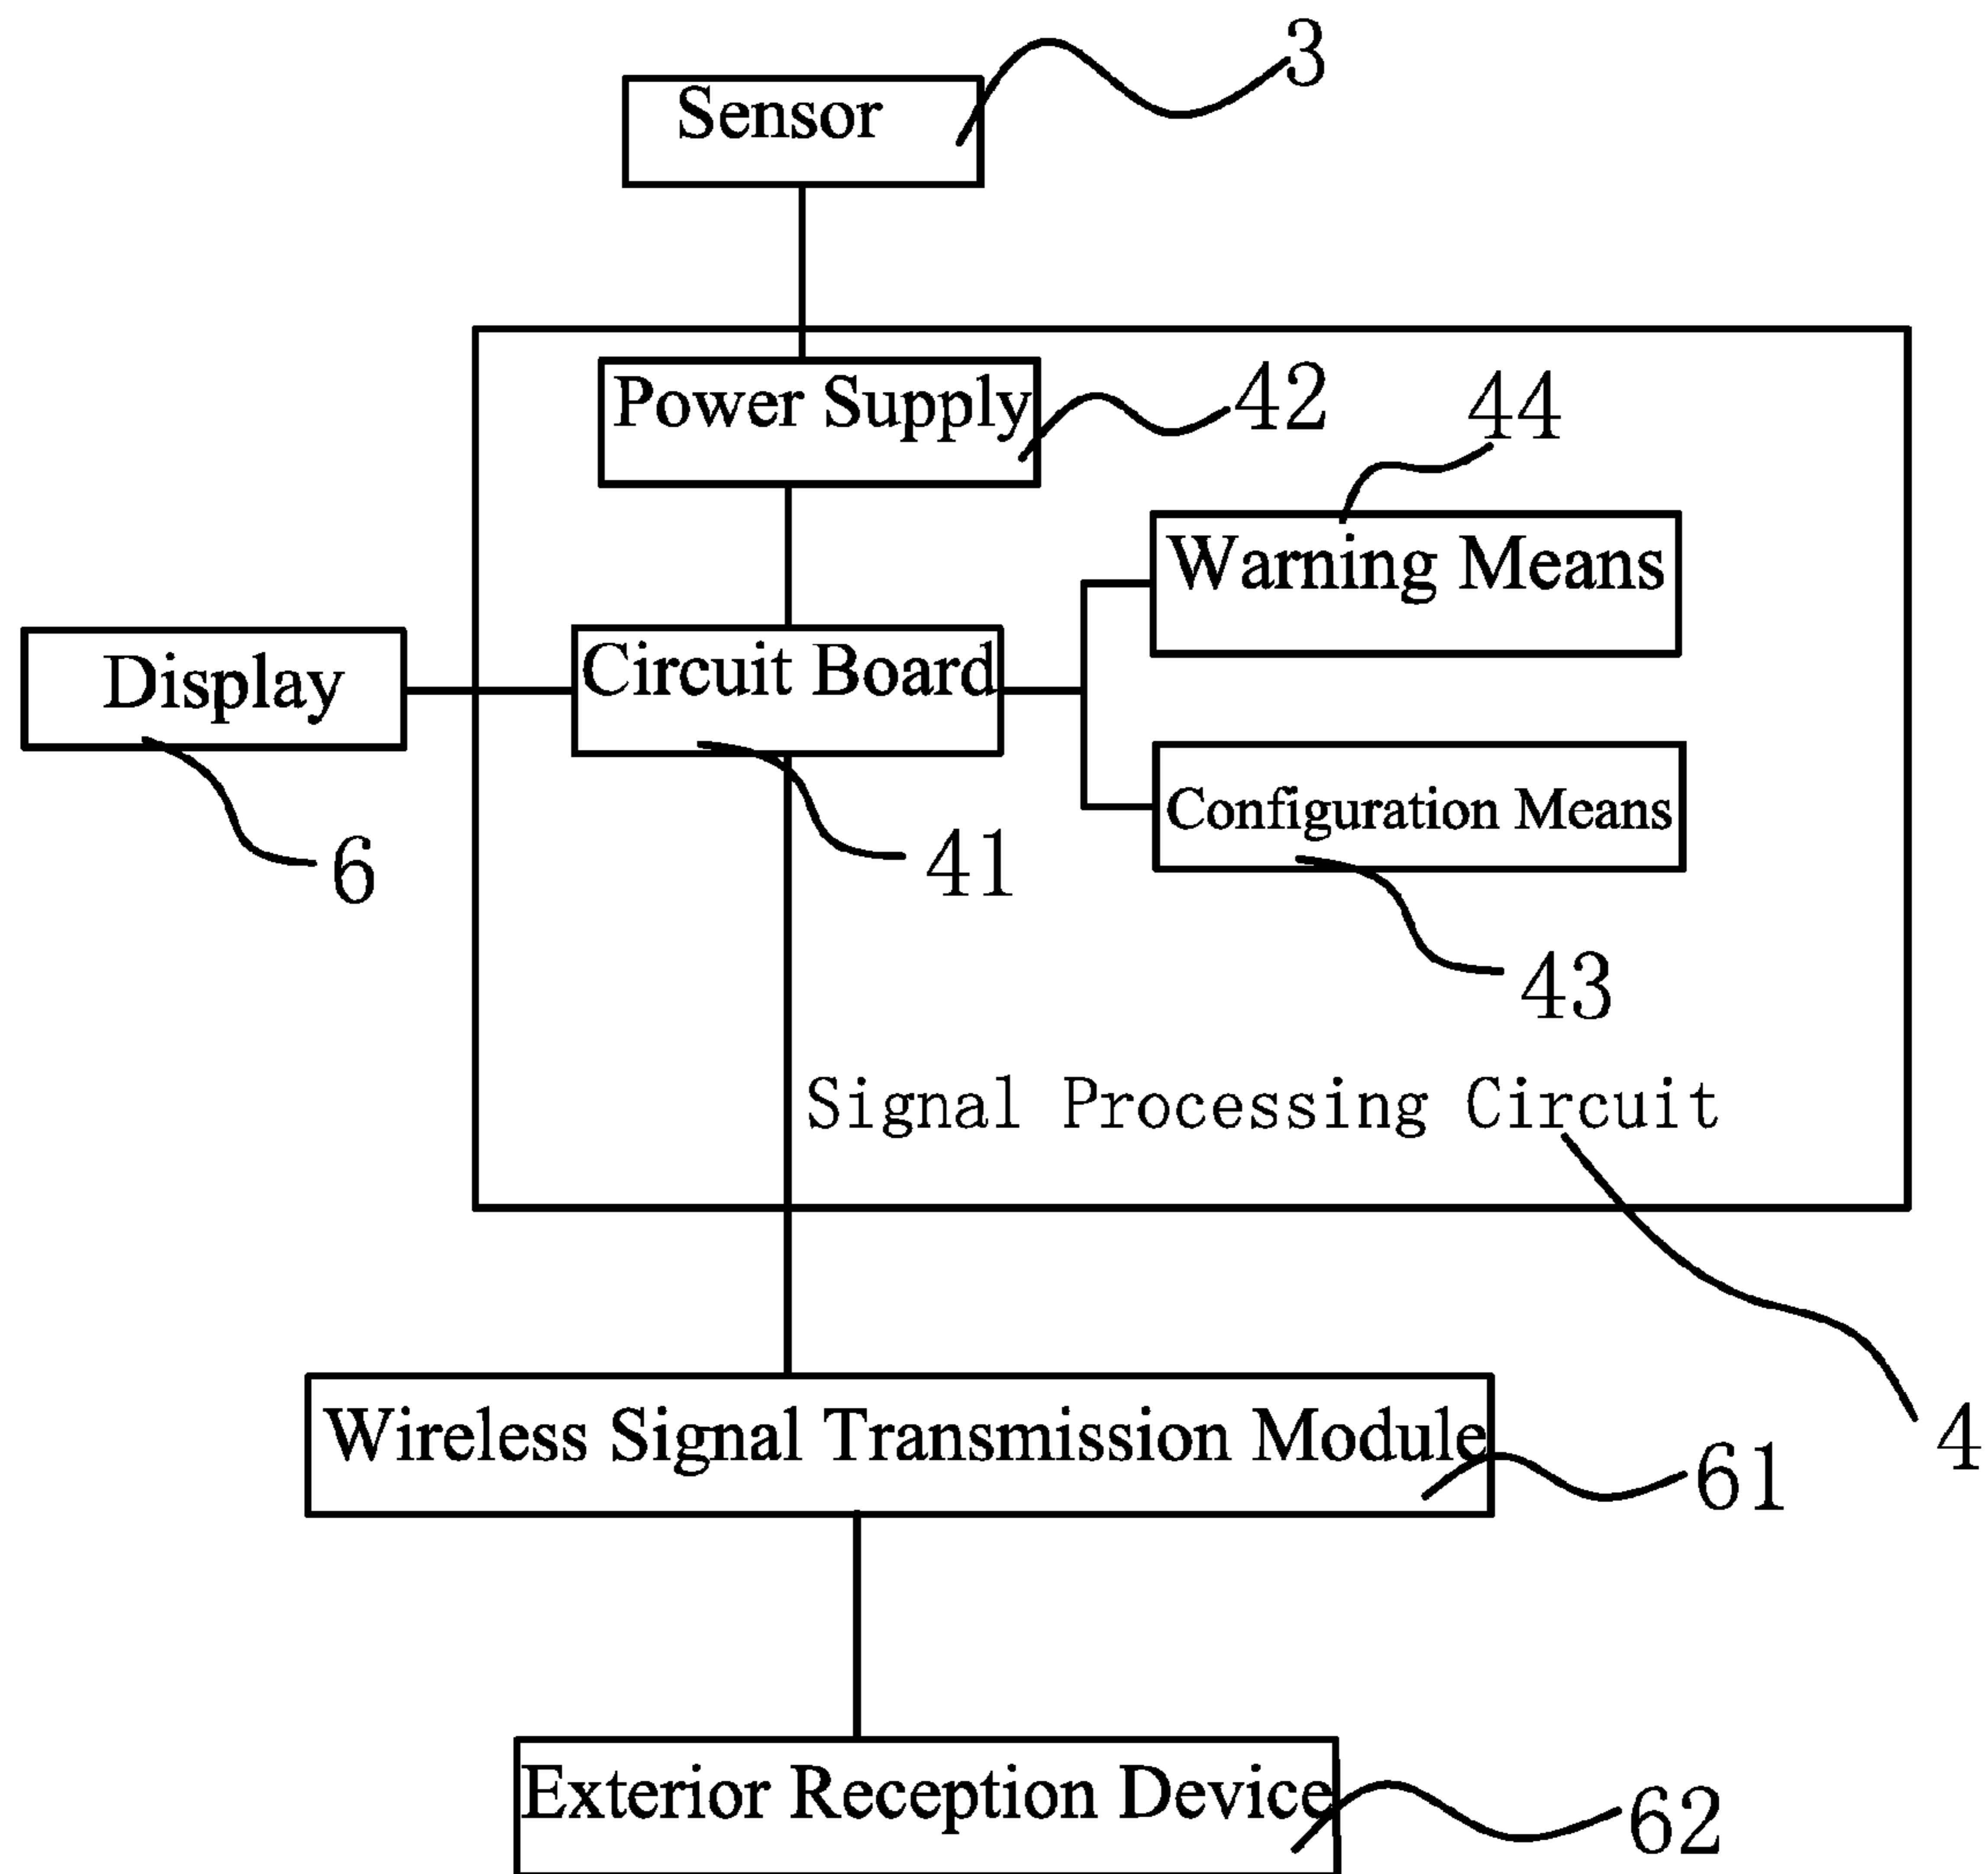 3
Sensor
Power Supply
42
44
Warning Means
Display
Circuit Board
Configuration Means
6
41
43
Signal Processing Circuit
4
Wireless Signal Transmission Module
61
Exterior Reception Device
62